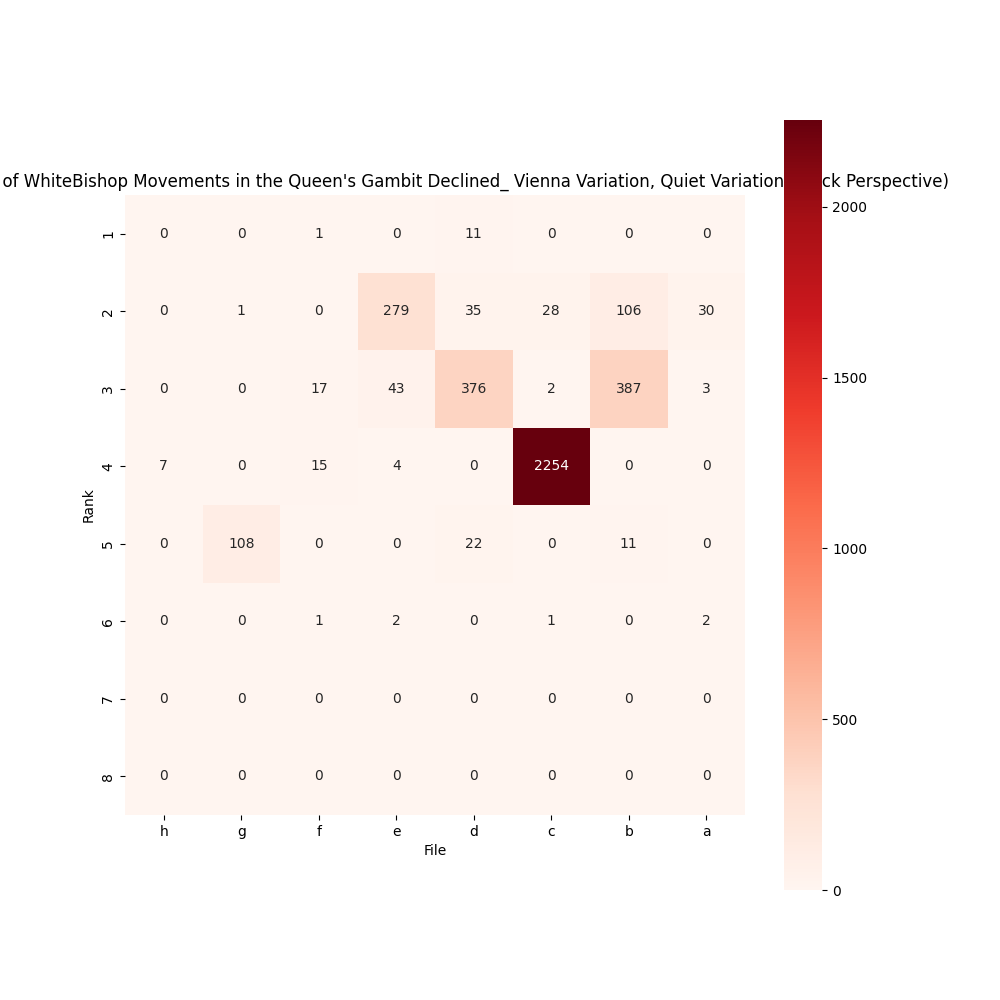 of WhiteBishop Movements in the Queen's Gambit Declined_ Vienna Variation, Quiet Variation ck Perspective)
2000
1 0 0 1 0 11 0 0 0
2 0 1 0 279 35 28 106 30
3 0 0 17 43 376 2 387 3
1500
4 7 0 15 4 0 2254 0 0
Rank
5 0 108 0 0 22 0 11 0
1000
6 0 0 1 2 0 1 0 2
7 0 0 0 0 0 0 0 0
500
8 0 0 0 0 0 0 0 0
h g f e d c b a
File
0